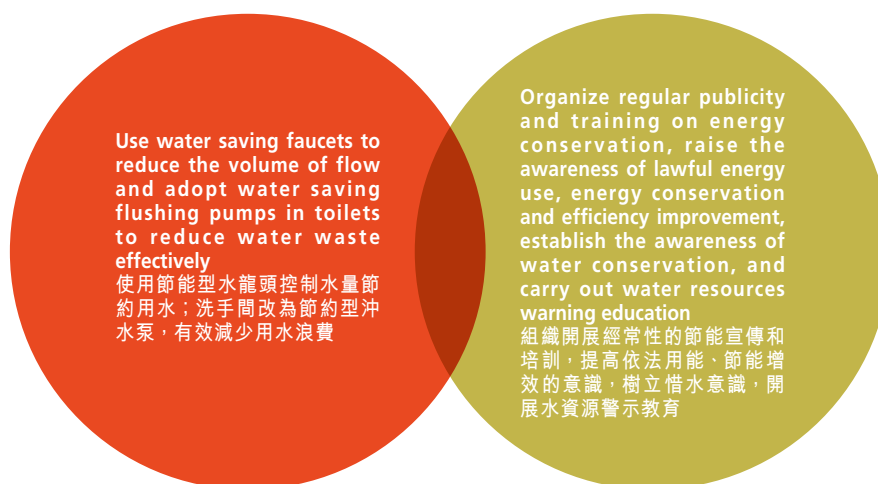 Use water saving faucets to
reduce the volume of flow
and adopt water saving
flushing pumps in toilets
to reduce water waste
effectively
使用節能型水龍頭控制水量節
約用水；洗手間改為節約型沖
水泵，有效減少用水浪費
Organize regular publicity
and training on energy
conservation, raise the
awareness of lawful energy
use, energy conservation
and efficiency improvement,
establish the awareness of
water conservation, and
carry out water resources
warning education
組織開展經常性的節能宣傳和
培訓，提高依法用能、節能增
效的意識，樹立惜水意識，開
展水資源警示教育